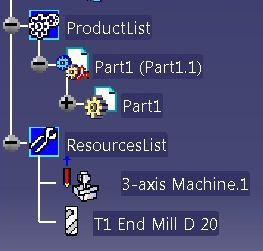 ProductList
Part1 (Part1.1)
Part1
ResourcesList
3-axis Machine.1
T1 End Mill D 20